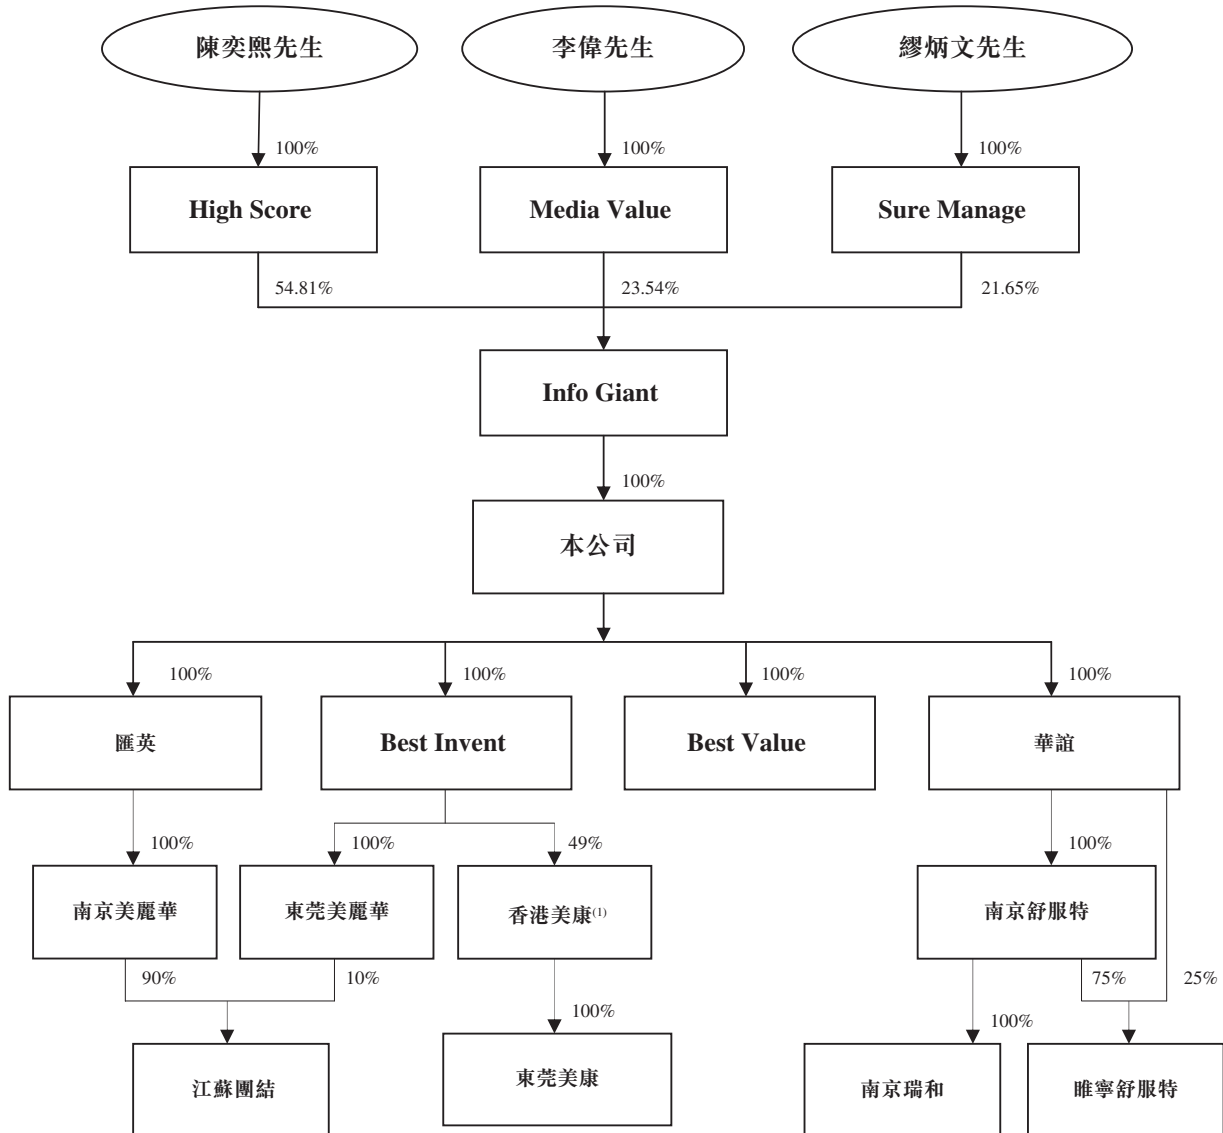 陳奕熙先生
李偉先生
繆炳文先生
100%
100%
100%
High Score
Media Value
Sure Manage
54.81%
23.54%
21.65%
Info Giant
100%
本公司
100%
100%
100%
100%
匯英
Best Invent
Best Value
華誼
100%
100%
49%
100%
南京美麗華
東莞美麗華
香港美康(1)
南京舒服特
90%
10%
75%
25%
100%
100%
江蘇團結
東莞美康
南京瑞和
睢寧舒服特